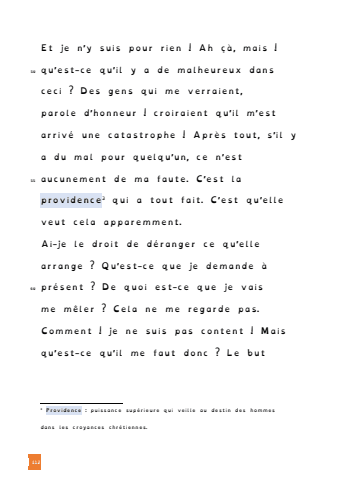 Et je n'y suis pour rien ! Ah çà, mais !
qu'est-ce qu'il y a de malheureux dans
ceci ? Des gens qui me verraient,
parole d'honneur ! croiraient qu'il m'est
arrivé une catastrophe ! Après tout, s'il y
a du mal pour quelqu'un, ce n'est
aucunement de ma faute. C'est la
providence² qui a tout fait. C'est qu'elle
veut cela apparemment.
Ai-je le droit de déranger ce qu'elle
arrange ? Qu'est-ce que je demande à
présent ? De quoi est-ce que je vais
me mêler ? Cela ne me regarde pas.
Comment ! je ne suis pas content ! Mais
qu'est-ce qu'il me faut donc ? Le but
Providence : puissance supérieure qui veille au destin des hommes
dans les croyances chrétiennes.